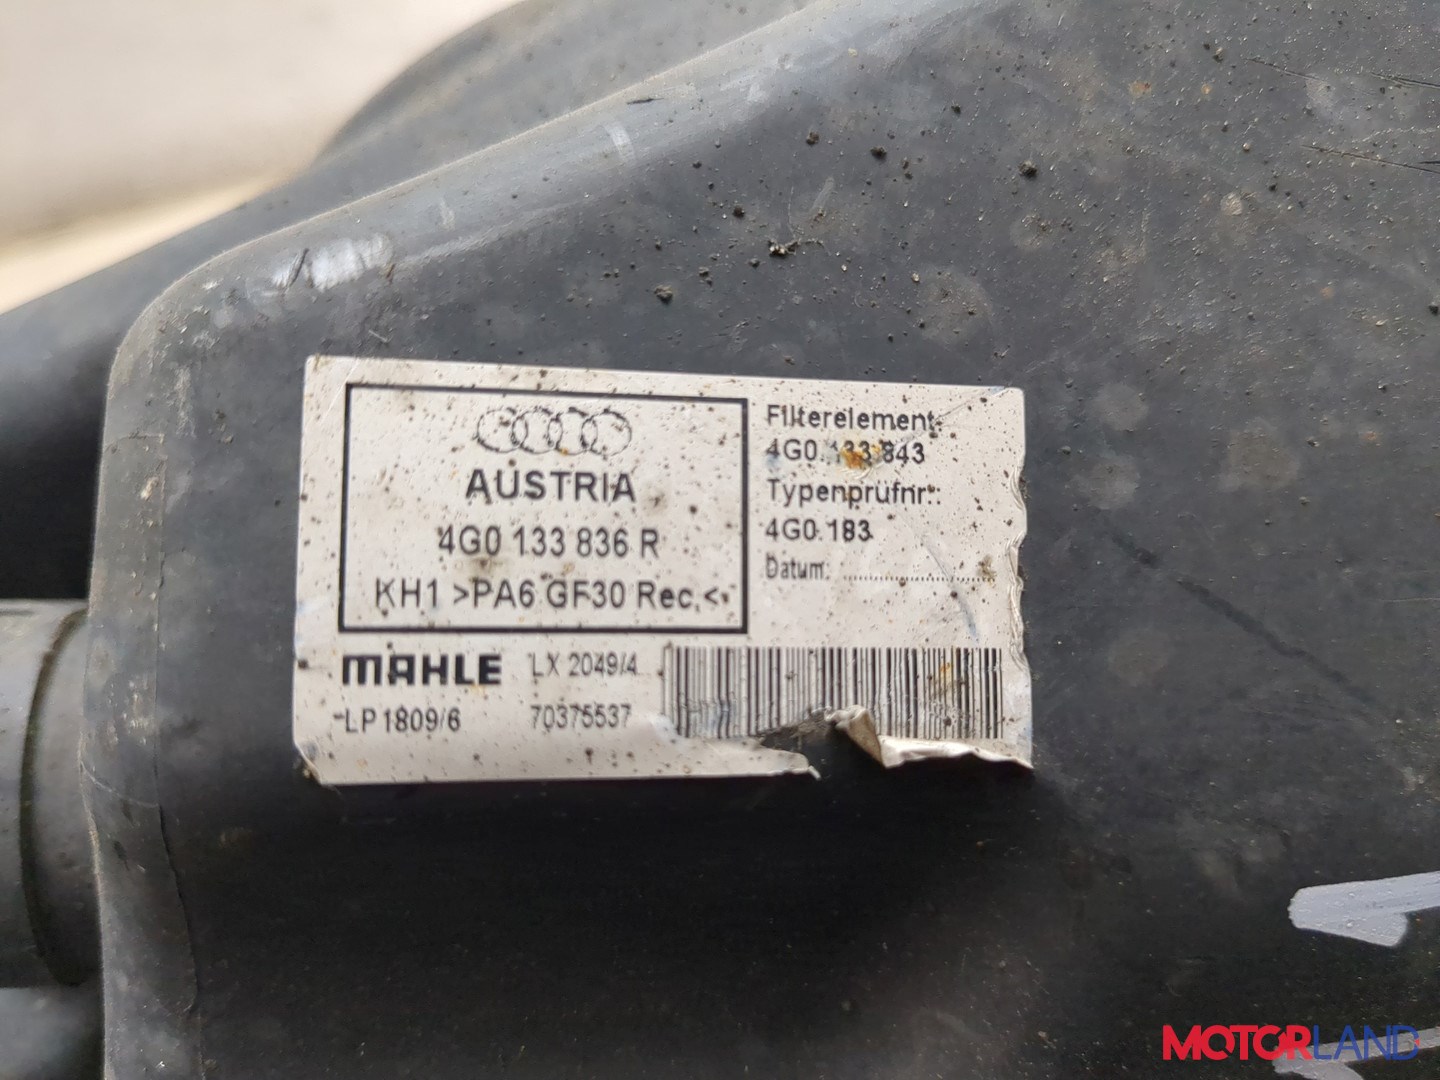 AUSTRIA
4G0 133 836 R
KH1 >PA6 GF30 Rec.<
Filterelement:
4G0.133.843
Typenprüfnr.:
4G0.183
Datum:
MAHLE LX 2049/4
LP1809/6 70375537
MOTORLAND